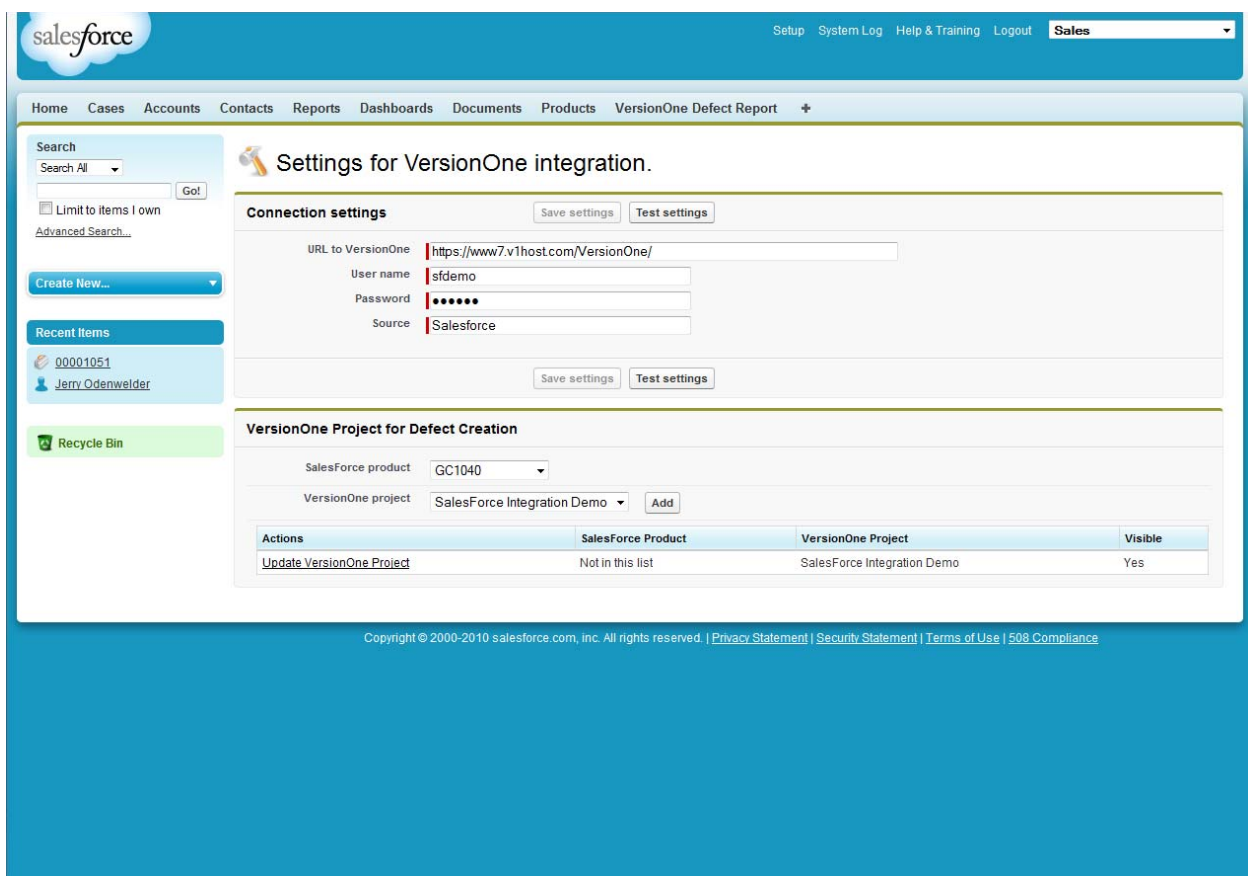 salesforce
Setup System Log Help & Training Logout Sales
Home Cases Accounts Contacts Reports Dashboards Documents Products VersionOne Defect Report +
Search
Search All
Go!
Limit to items I own
Advanced Search...
Create New...
Recent Items
00001051
Jerry Odenwelder
Recycle Bin
Settings for VersionOne integration.
Connection settings Save settings Test settings
URL to VersionOne https://www7.v1host.com/VersionOne/
User name sfdemo
Password ●●●●●●
Source Salesforce
Save settings Test settings
VersionOne Project for Defect Creation
SalesForce product GC1040
VersionOne project SalesForce Integration Demo Add
Actions SalesForce Product VersionOne Project Visible
Update VersionOne Project Not in this list SalesForce Integration Demo Yes
Copyright © 2000-2010 salesforce.com, inc. All rights reserved. | Privacy Statement | Security Statement | Terms of Use | 508 Compliance